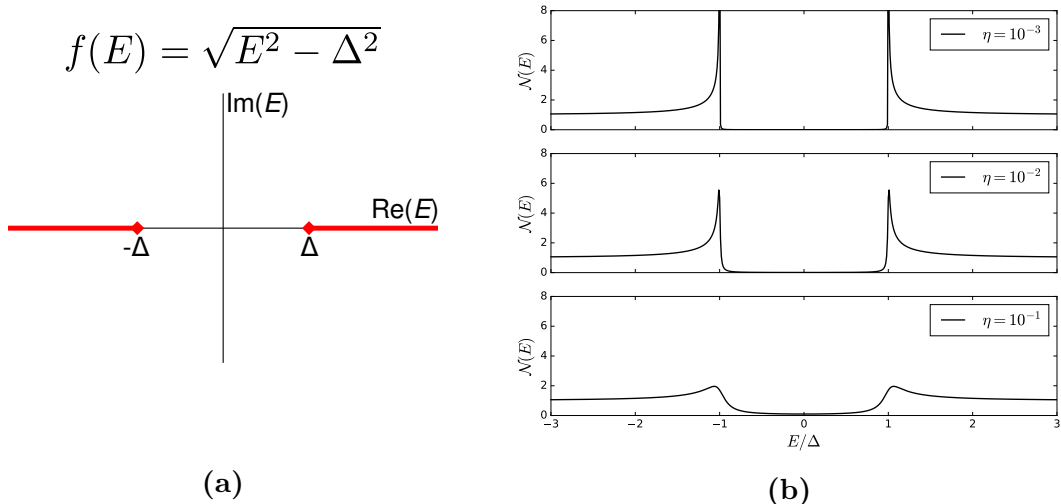 f(E) = √(E² − Δ²)
Im(E)
Re(E)
-Δ
Δ
(a)
8
6
4
2
0
N(E)
η = 10⁻³
8
6
4
2
0
N(E)
η = 10⁻²
8
6
4
2
0
N(E)
η = 10⁻¹
−3 −2 −1 0 1 2 3
E/Δ
(b)